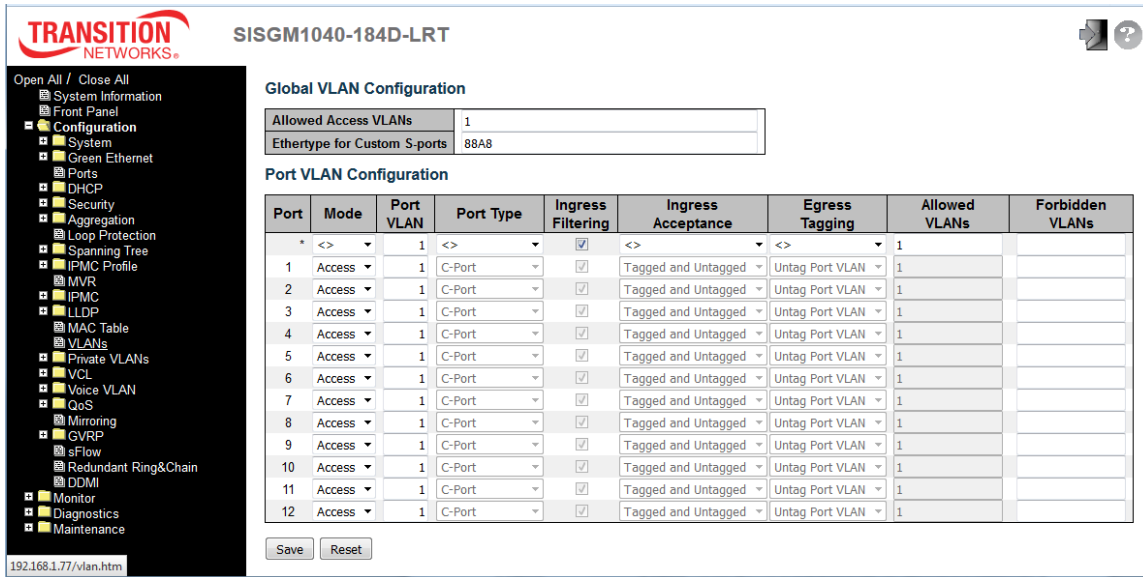 TRANSITION
NETWORKS®
SISGM1040-184D-LRT
?
Open All / Close All
System Information
Front Panel
Configuration
System
Green Ethernet
Ports
DHCP
Security
Aggregation
Loop Protection
Spanning Tree
IPMC Profile
MVR
IPMC
LLDP
MAC Table
VLANs
Private VLANs
VCL
Voice VLAN
QoS
Mirroring
GVRP
sFlow
Redundant Ring&Chain
DDMI
Monitor
Diagnostics
Maintenance
192.168.1.77/vlan.htm
Global VLAN Configuration
Allowed Access VLANs 1
Ethertype for Custom S-ports 88A8
Port VLAN Configuration
Port Mode Port VLAN Port Type Ingress Filtering Ingress Acceptance Egress Tagging Allowed VLANs Forbidden VLANs
* <> 1 <> <> <> 1
1 Access 1 C-Port Tagged and Untagged Untag Port VLAN 1
2 Access 1 C-Port Tagged and Untagged Untag Port VLAN 1
3 Access 1 C-Port Tagged and Untagged Untag Port VLAN 1
4 Access 1 C-Port Tagged and Untagged Untag Port VLAN 1
5 Access 1 C-Port Tagged and Untagged Untag Port VLAN 1
6 Access 1 C-Port Tagged and Untagged Untag Port VLAN 1
7 Access 1 C-Port Tagged and Untagged Untag Port VLAN 1
8 Access 1 C-Port Tagged and Untagged Untag Port VLAN 1
9 Access 1 C-Port Tagged and Untagged Untag Port VLAN 1
10 Access 1 C-Port Tagged and Untagged Untag Port VLAN 1
11 Access 1 C-Port Tagged and Untagged Untag Port VLAN 1
12 Access 1 C-Port Tagged and Untagged Untag Port VLAN 1
Save Reset